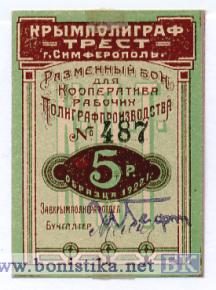 КРЫМПОЛИГРАФ
ТРЕСТ
г. СИМФЕРОПОЛЬ
РАЗМЕННЫЙ БОН
ДЛЯ
КООПЕРАТИВА
РАБОЧИХ
ПОЛИГРАФПРОИЗВОДСТВА
№ 487
5 Р.
ОБРАЗЦА 1922 г.
ЗАВКРЫМПОЛИГРАФОТДЕЛ
БУХГАЛТЕР
www.bonistika.net БК